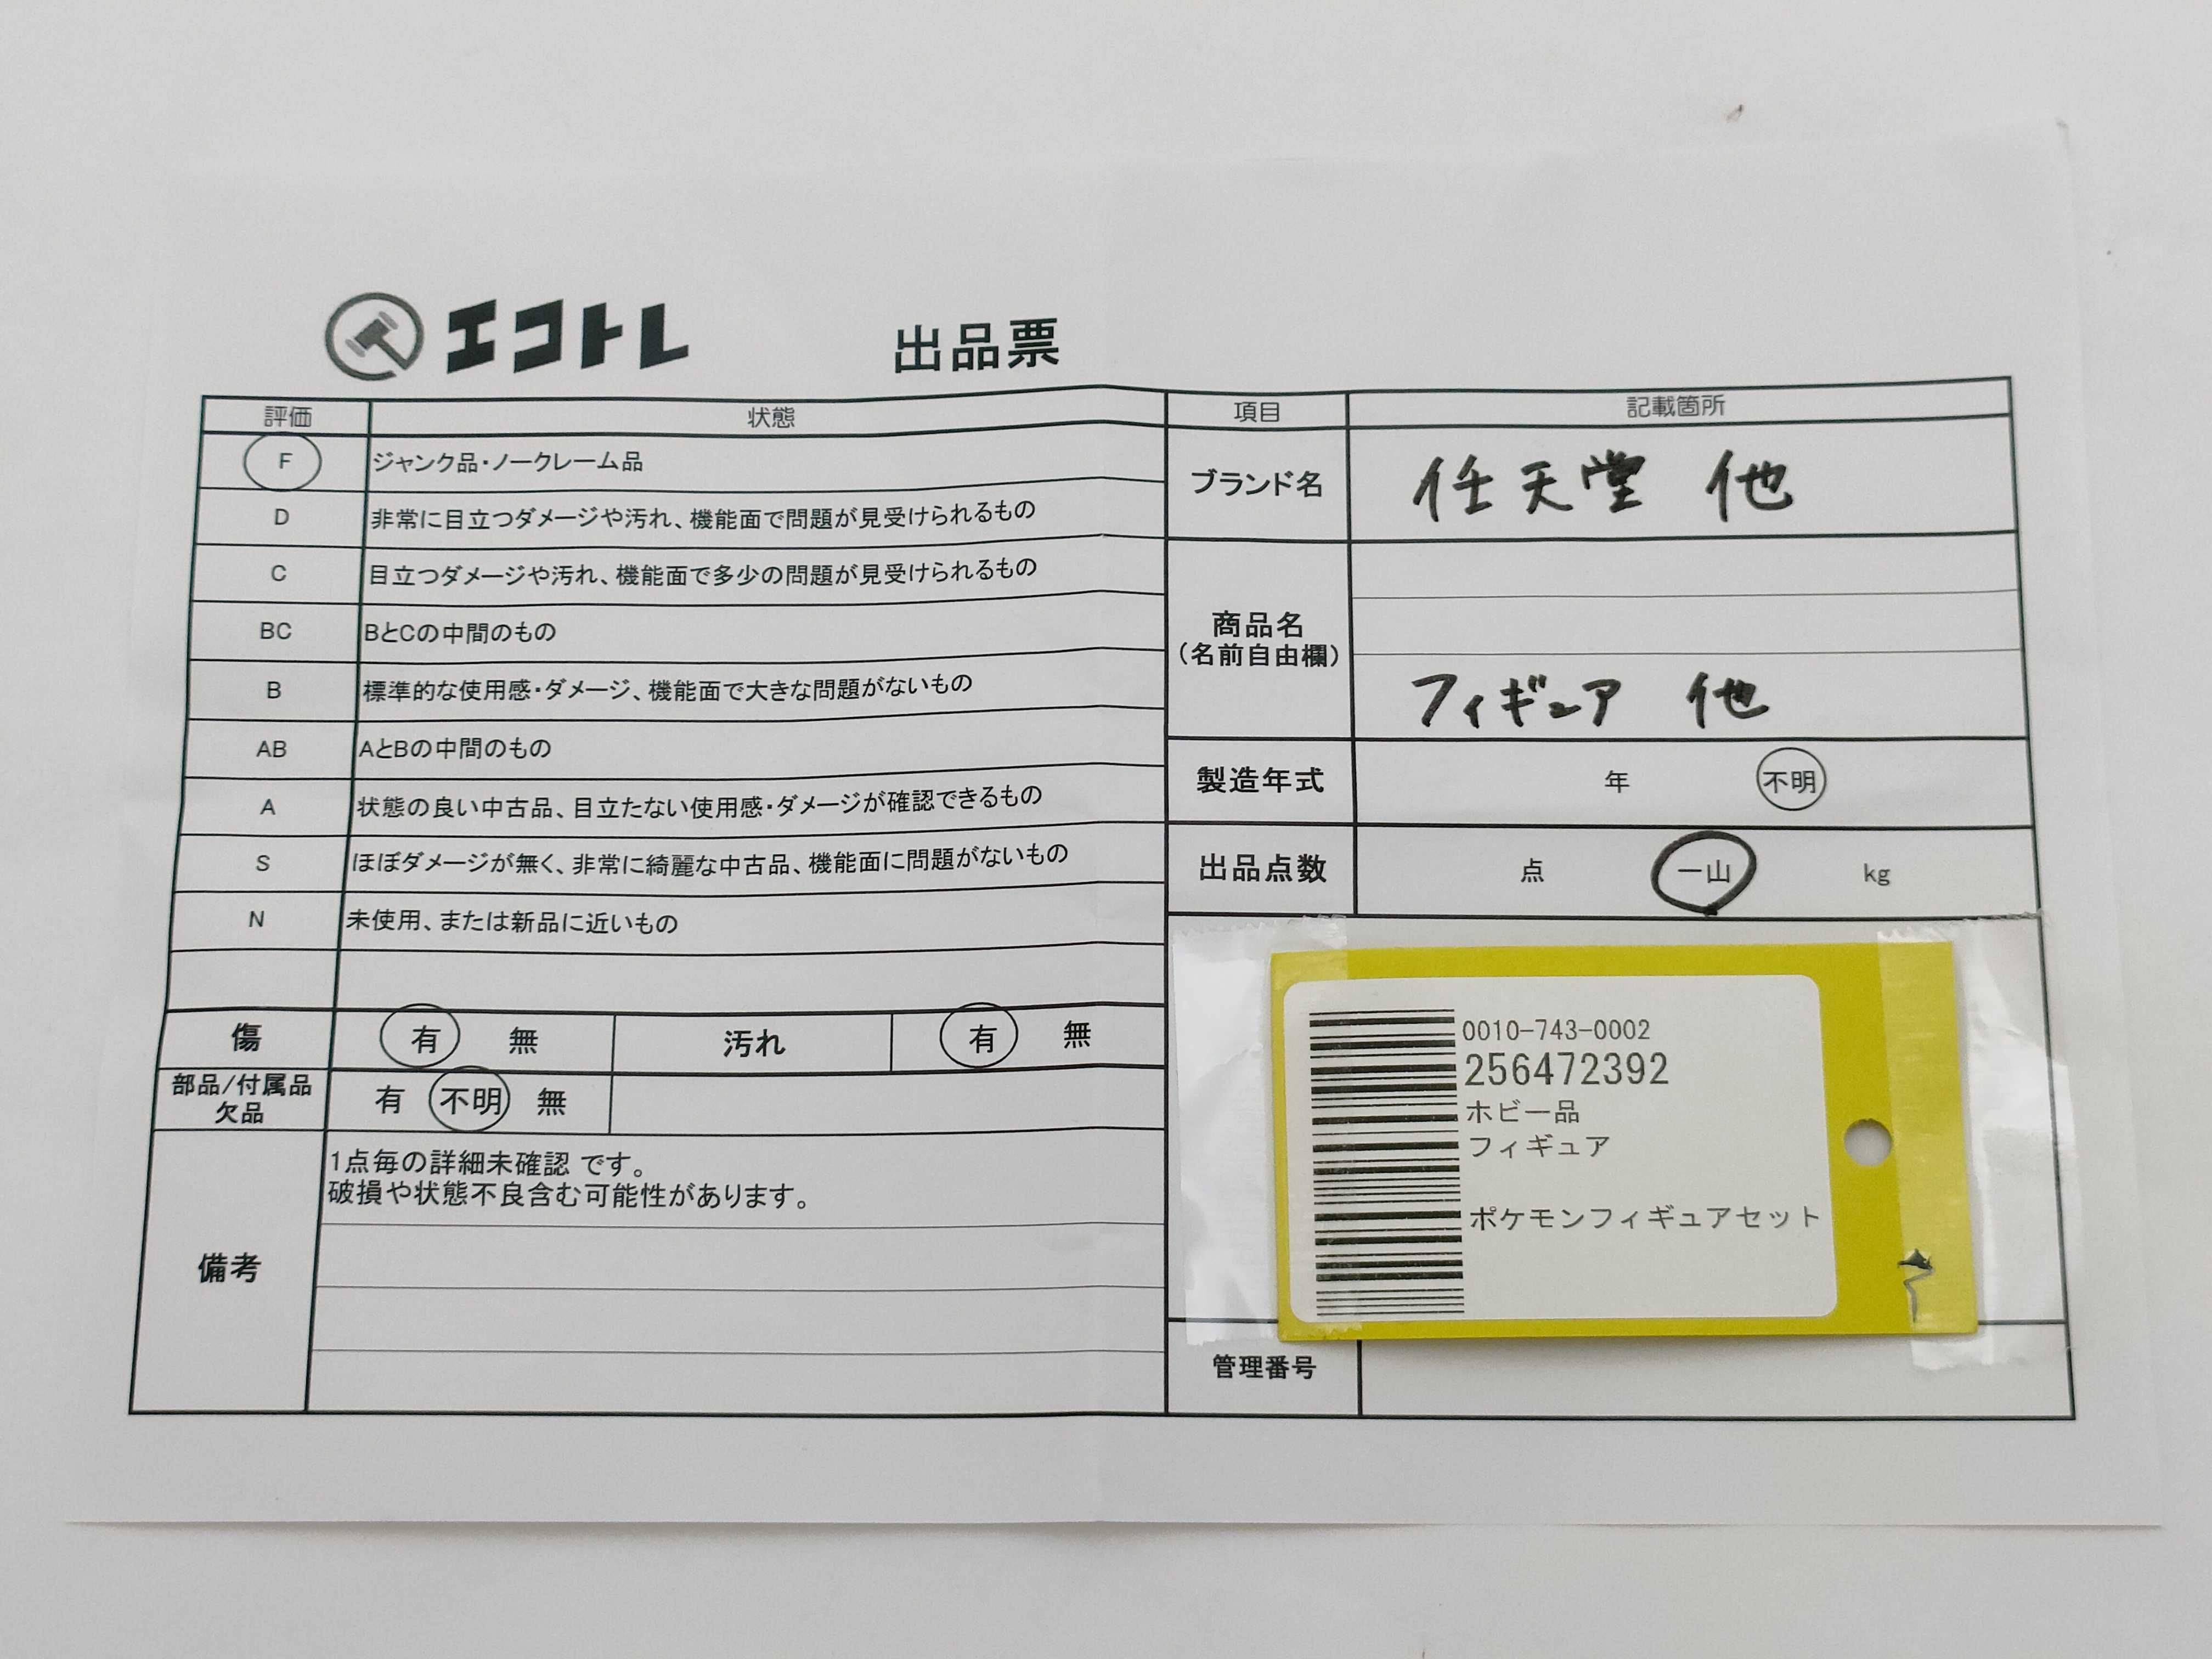 エコトレ 出品票
評価 状態
F ジャンク品・ノークレーム品
D 非常に目立つダメージや汚れ、機能面で問題が見受けられるもの
C 目立つダメージや汚れ、機能面で多少の問題が見受けられるもの
BC BとCの中間のもの
B 標準的な使用感・ダメージ、機能面で大きな問題がないもの
AB AとBの中間のもの
A 状態の良い中古品、目立たない使用感・ダメージが確認できるもの
S ほぼダメージが無く、非常に綺麗な中古品、機能面に問題がないもの
N 未使用、または新品に近いもの
傷 有 無 汚れ 有 無
部品/付属品
欠品 有 不明 無
備考
1点毎の詳細未確認 です。
破損や状態不良含む可能性があります。
項目 記載箇所
ブランド名 任天堂 他
商品名
(名前自由欄)
フィギュア 他
製造年式 年 不明
出品点数 点 一山 kg
0010-743-0002
256472392
ホビー品
フィギュア
ポケモンフィギュアセット
管理番号